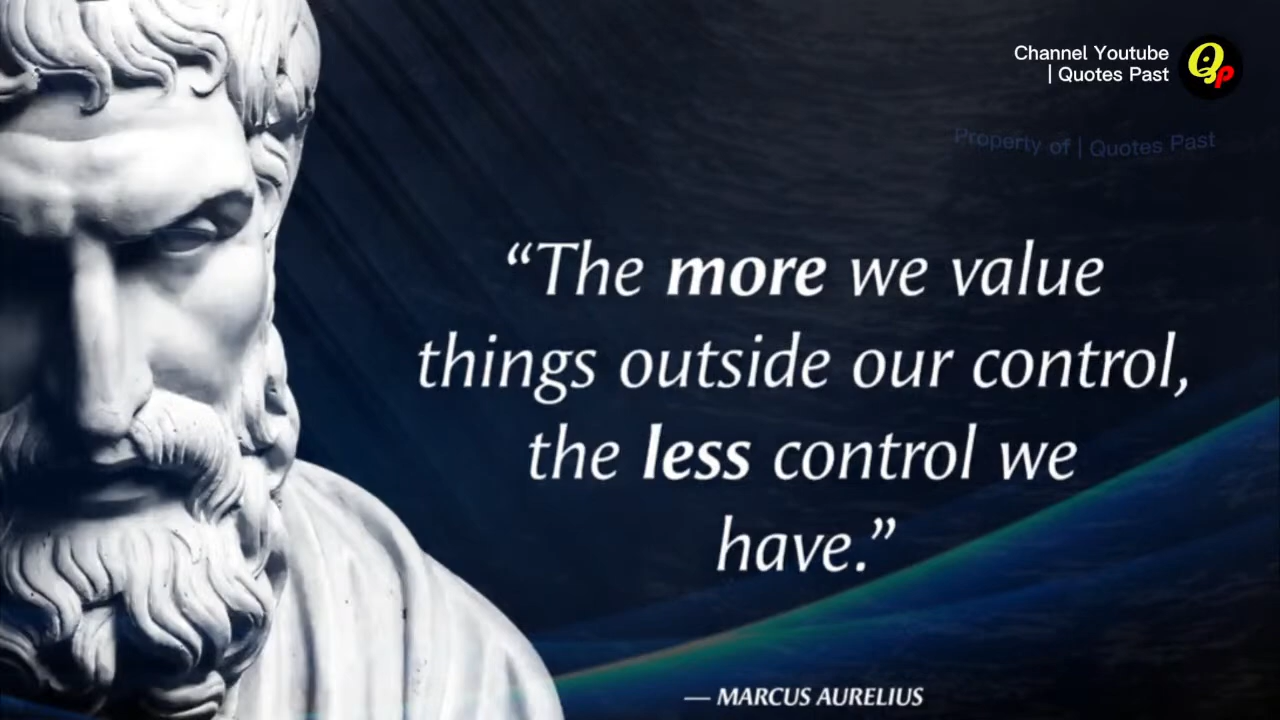 Channel Youtube
| Quotes Past
Property of | Quotes Past
“The more we value
things outside our control,
the less control we
have.”
— MARCUS AURELIUS